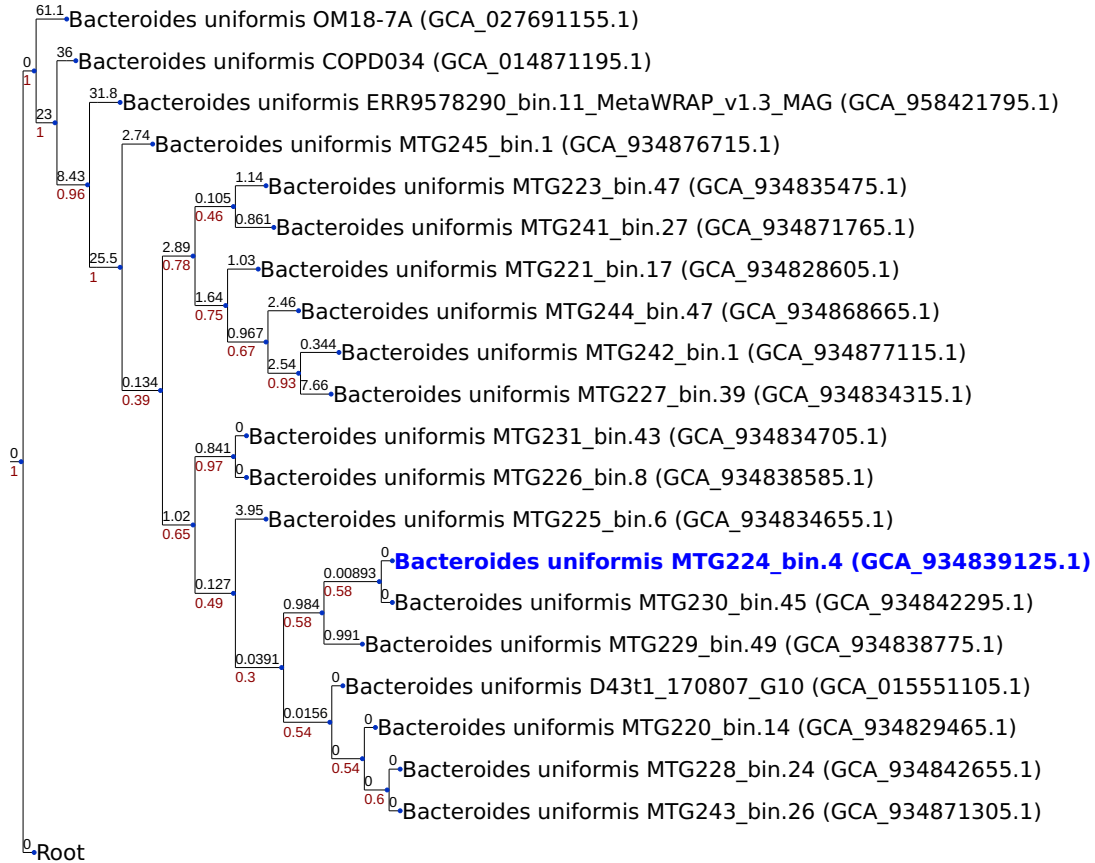 61.1 Bacteroides uniformis OM18-7A (GCA_027691155.1)
0
1
36 Bacteroides uniformis COPD034 (GCA_014871195.1)
23
1
31.8 Bacteroides uniformis ERR9578290_bin.11_MetaWRAP_v1.3_MAG (GCA_958421795.1)
2.74 Bacteroides uniformis MTG245_bin.1 (GCA_934876715.1)
8.43
0.96
1.14 Bacteroides uniformis MTG223_bin.47 (GCA_934835475.1)
0.105
0.46
0.861 Bacteroides uniformis MTG241_bin.27 (GCA_934871765.1)
2.89
0.78
25.5
1
1.03 Bacteroides uniformis MTG221_bin.17 (GCA_934828605.1)
1.64
0.75
2.46 Bacteroides uniformis MTG244_bin.47 (GCA_934868665.1)
0.967
0.67
0.344 Bacteroides uniformis MTG242_bin.1 (GCA_934877115.1)
2.54
0.93
7.66 Bacteroides uniformis MTG227_bin.39 (GCA_934834315.1)
0.134
0.39
0 Bacteroides uniformis MTG231_bin.43 (GCA_934834705.1)
0.841
0.97
0
1
0 Bacteroides uniformis MTG226_bin.8 (GCA_934838585.1)
3.95 Bacteroides uniformis MTG225_bin.6 (GCA_934834655.1)
1.02
0.65
0 Bacteroides uniformis MTG224_bin.4 (GCA_934839125.1)
0.00893
0.58
0.127
0.49
0 Bacteroides uniformis MTG230_bin.45 (GCA_934842295.1)
0.984
0.58
0.991 Bacteroides uniformis MTG229_bin.49 (GCA_934838775.1)
0.0391
0.3
0 Bacteroides uniformis D43t1_170807_G10 (GCA_015551105.1)
0.0156
0.54
0 Bacteroides uniformis MTG220_bin.14 (GCA_934829465.1)
0
0.54
0 Bacteroides uniformis MTG228_bin.24 (GCA_934842655.1)
0
0.6
0 Bacteroides uniformis MTG243_bin.26 (GCA_934871305.1)
0 Root